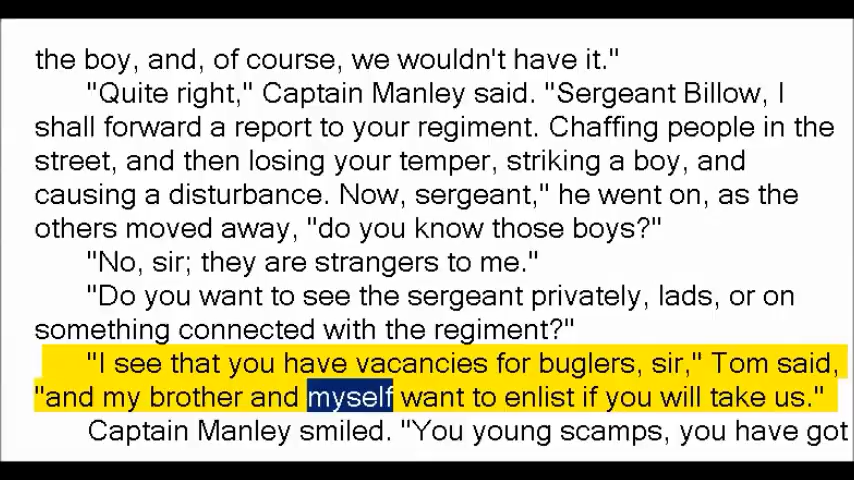 the boy, and, of course, we wouldn't have it."
"Quite right," Captain Manley said. "Sergeant Billow, I
shall forward a report to your regiment. Chaffing people in the
street, and then losing your temper, striking a boy, and
causing a disturbance. Now, sergeant," he went on, as the
others moved away, "do you know those boys?"
"No, sir; they are strangers to me."
"Do you want to see the sergeant privately, lads, or on
something connected with the regiment?"
"I see that you have vacancies for buglers, sir," Tom said,
"and my brother and myself want to enlist if you will take us."
Captain Manley smiled. "You young scamps, you have got